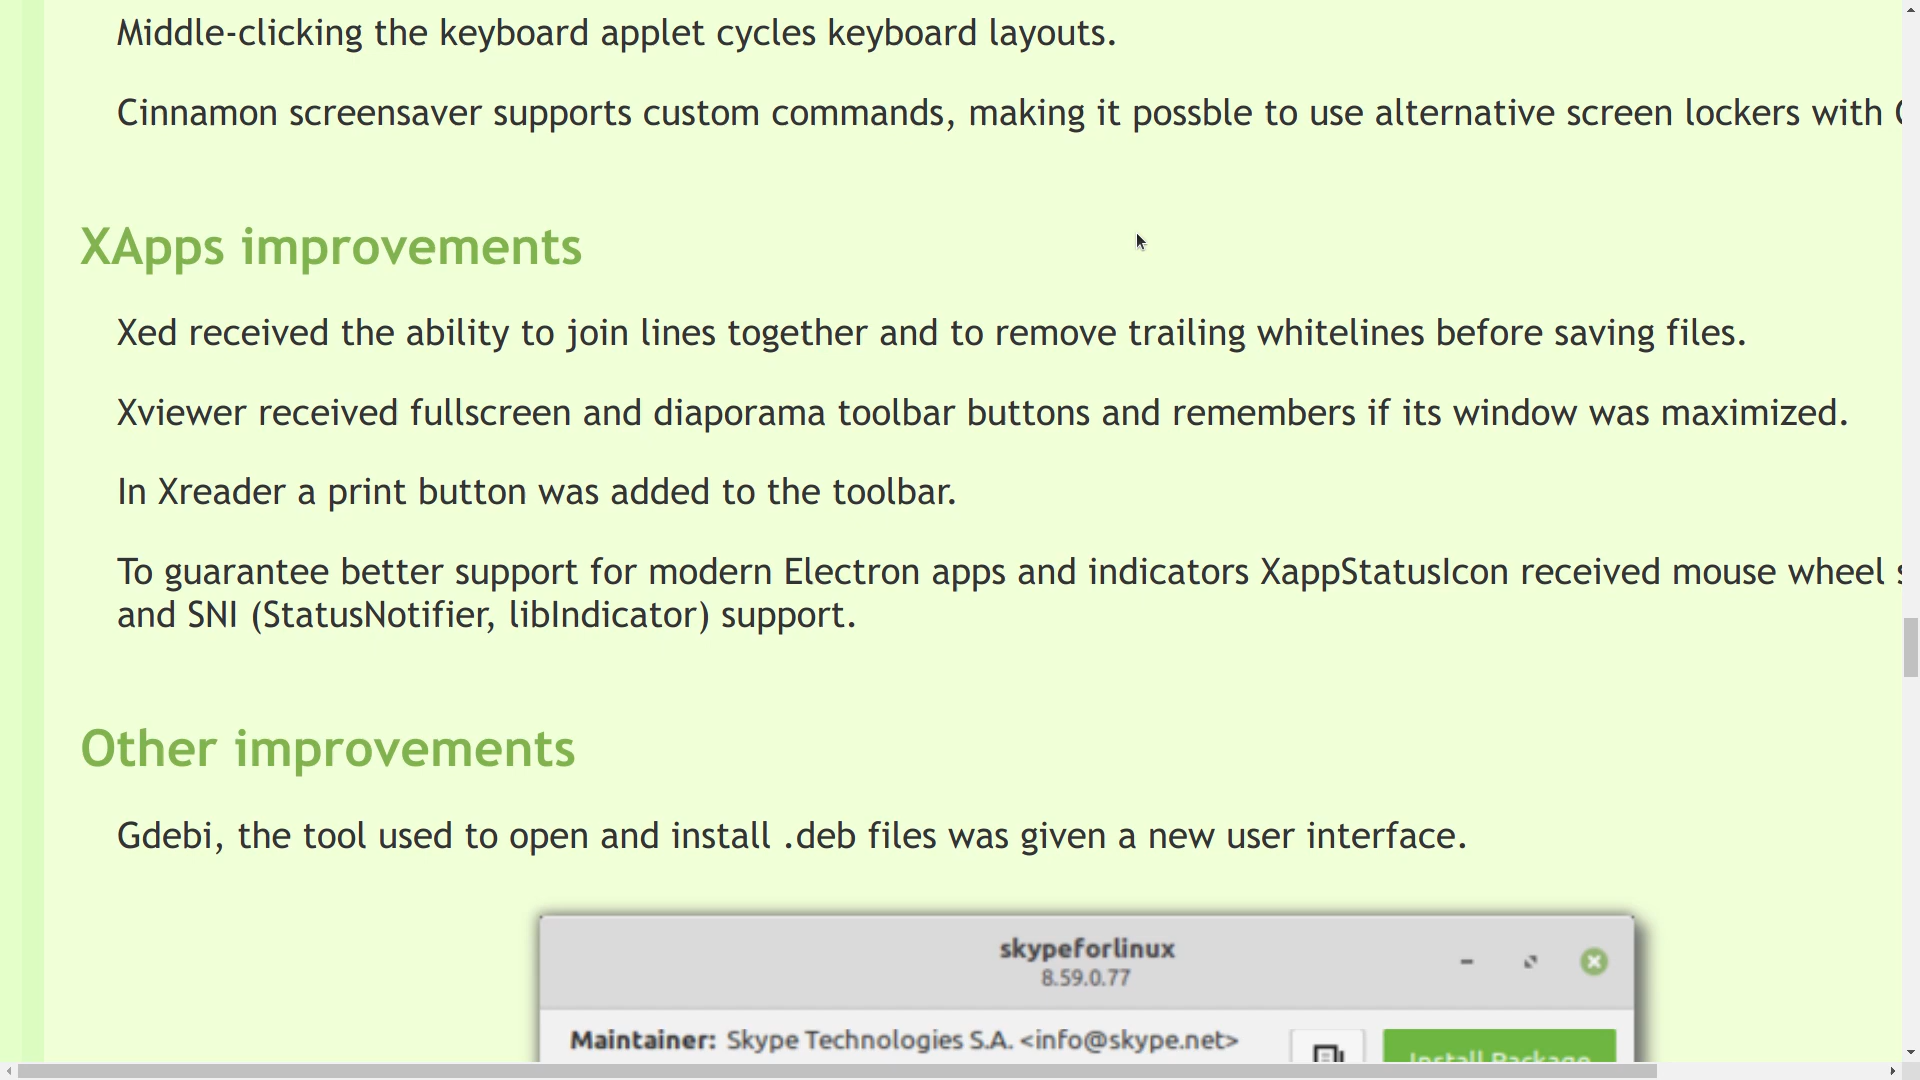 Middle-clicking the keyboard applet cycles keyboard layouts.
Cinnamon screensaver supports custom commands, making it possble to use alternative screen lockers with
XApps improvements
Xed received the ability to join lines together and to remove trailing whitelines before saving files.
Xviewer received fullscreen and diaporama toolbar buttons and remembers if its window was maximized.
In Xreader a print button was added to the toolbar.
To guarantee better support for modern Electron apps and indicators XappStatusIcon received mouse wheel
and SNI (StatusNotifier, libIndicator) support.
Other improvements
Gdebi, the tool used to open and install .deb files was given a new user interface.
skypeforlinux
8.59.0.77
Maintainer: Skype Technologies S.A. <info@skype.net>
Install Package